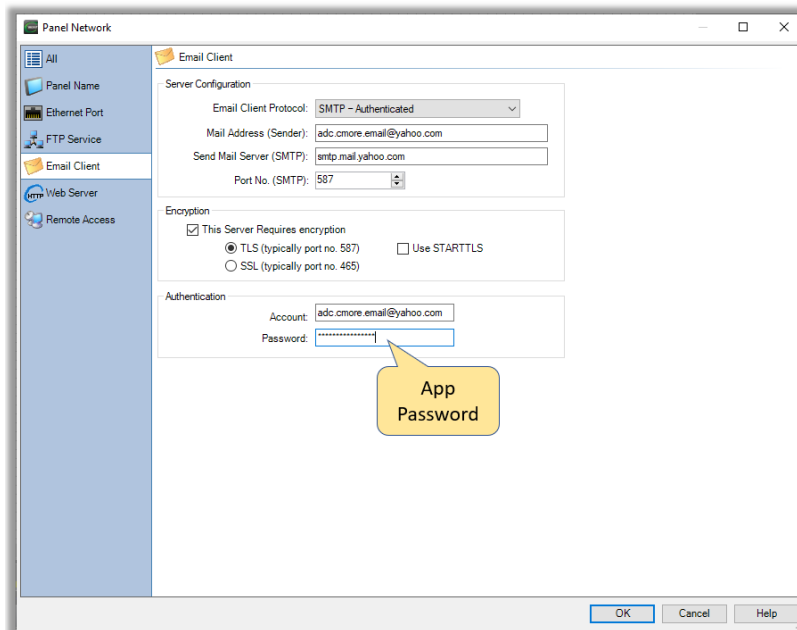 Panel Network
All
Panel Name
Ethernet Port
FTP Service
Email Client
HTTP Web Server
Remote Access
Email Client
Server Configuration
Email Client Protocol: SMTP – Authenticated
Mail Address (Sender): adc.cmore.email@yahoo.com
Send Mail Server (SMTP): smtp.mail.yahoo.com
Port No. (SMTP): 587
Encryption
This Server Requires encryption
TLS (typically port no. 587) Use STARTTLS
SSL (typically port no. 465)
Authentication
Account: adc.cmore.email@yahoo.com
Password: ****************
App
Password
OK Cancel Help